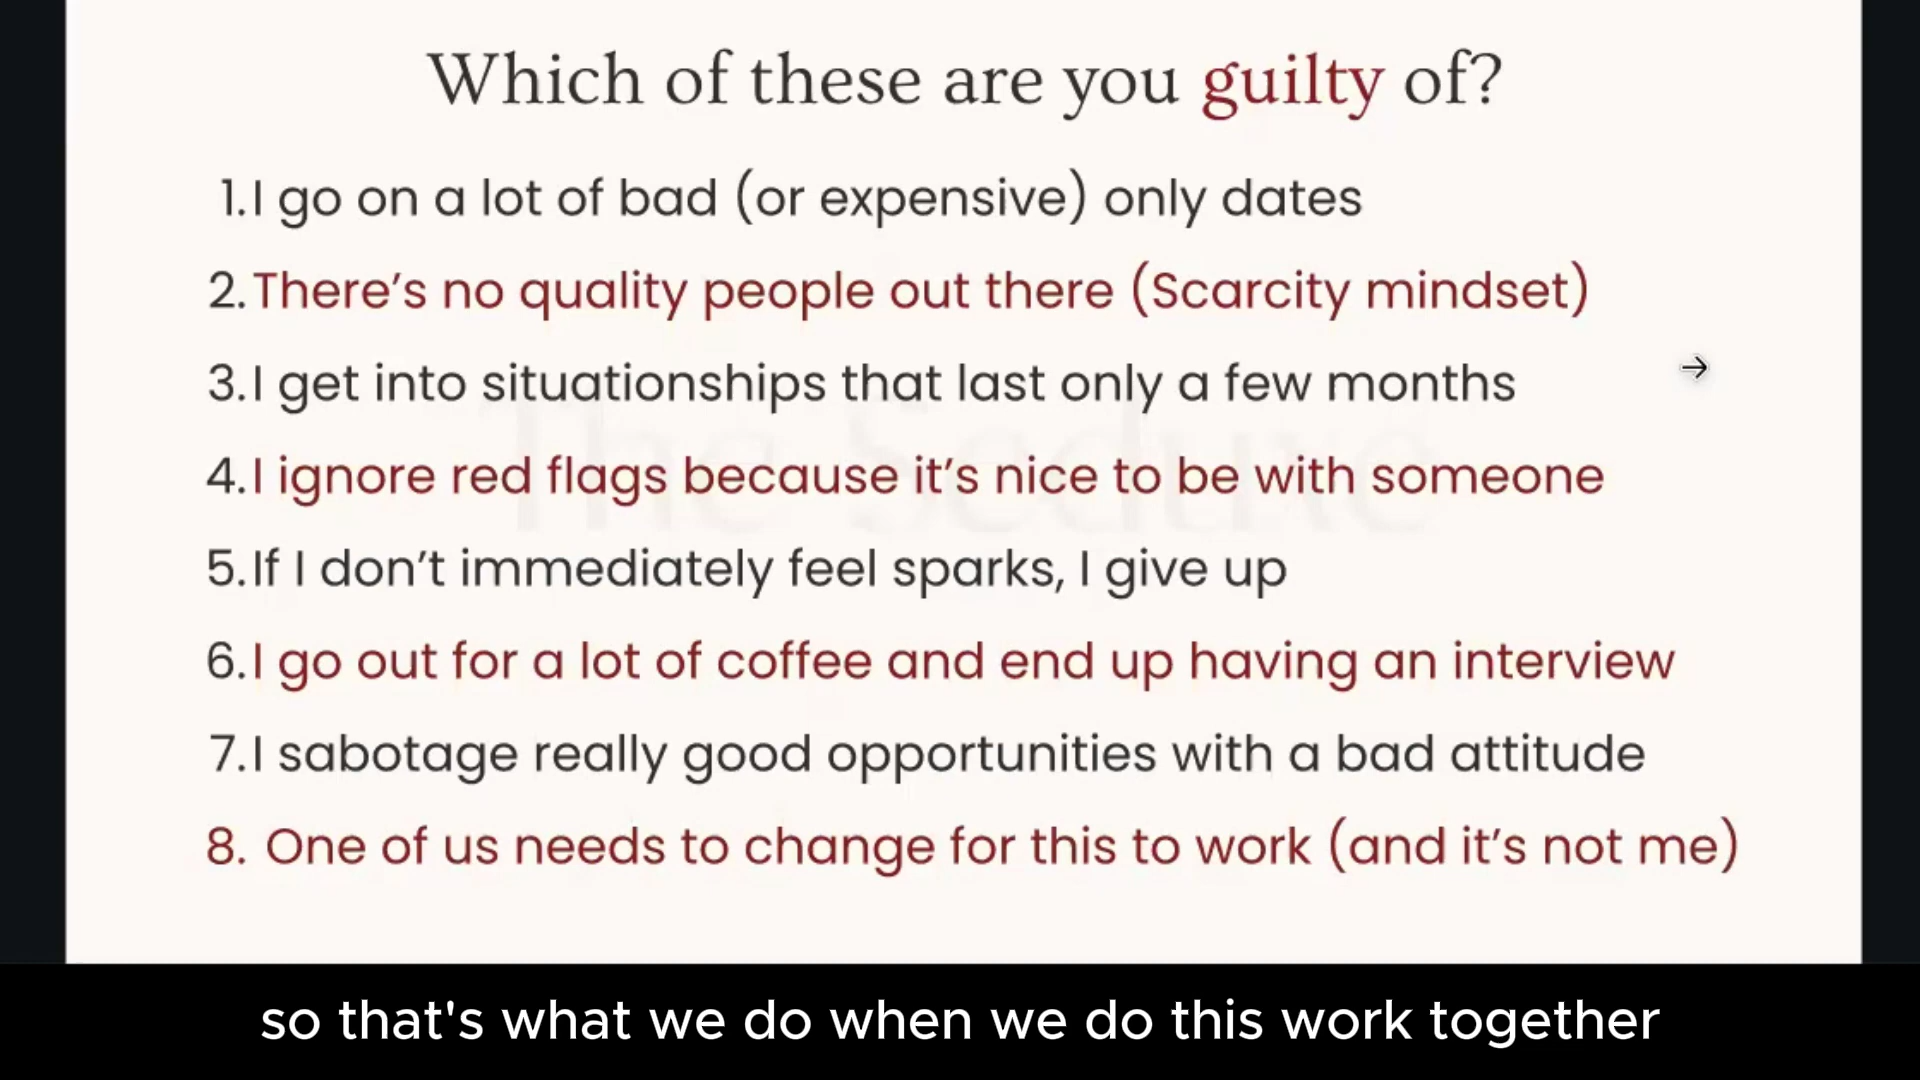 Which of these are you guilty of?
1. I go on a lot of bad (or expensive) only dates
2. There's no quality people out there (Scarcity mindset)
3. I get into situationships that last only a few months
4. I ignore red flags because it's nice to be with someone
5. If I don't immediately feel sparks, I give up
6. I go out for a lot of coffee and end up having an interview
7. I sabotage really good opportunities with a bad attitude
8. One of us needs to change for this to work (and it's not me)
so that's what we do when we do this work together